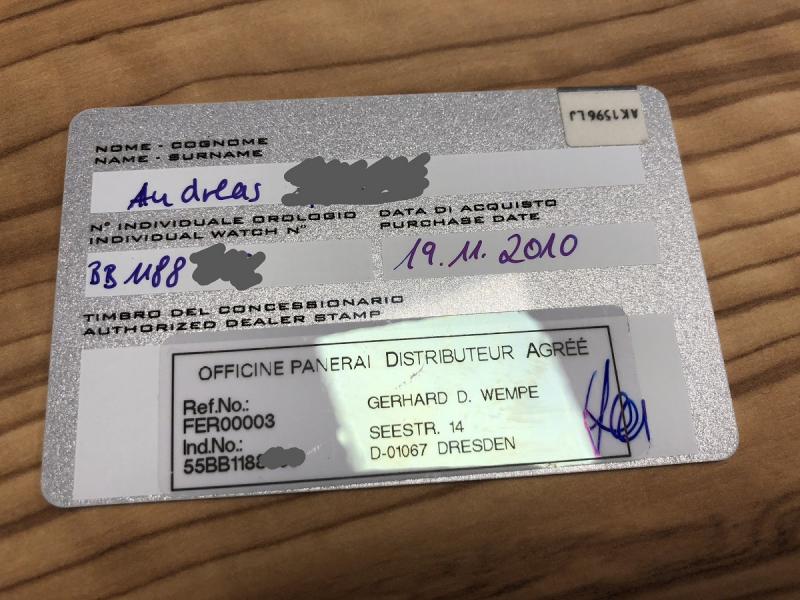 AK1596LJ
NOME - COGNOME
NAME - SURNAME
Andreas
N° INDIVIDUALE OROLOGIO
INDIVIDUAL WATCH N°
BB 1188
DATA DI ACQUISTO
PURCHASE DATE
19.11.2010
TIMBRO DEL CONCESSIONARIO
AUTHORIZED DEALER STAMP
OFFICINE PANERAI DISTRIBUTEUR AGRÉÉ
Ref.No.:
FER00003
Ind.No.:
55BB118
GERHARD D. WEMPE
SEESTR. 14
D-01067 DRESDEN